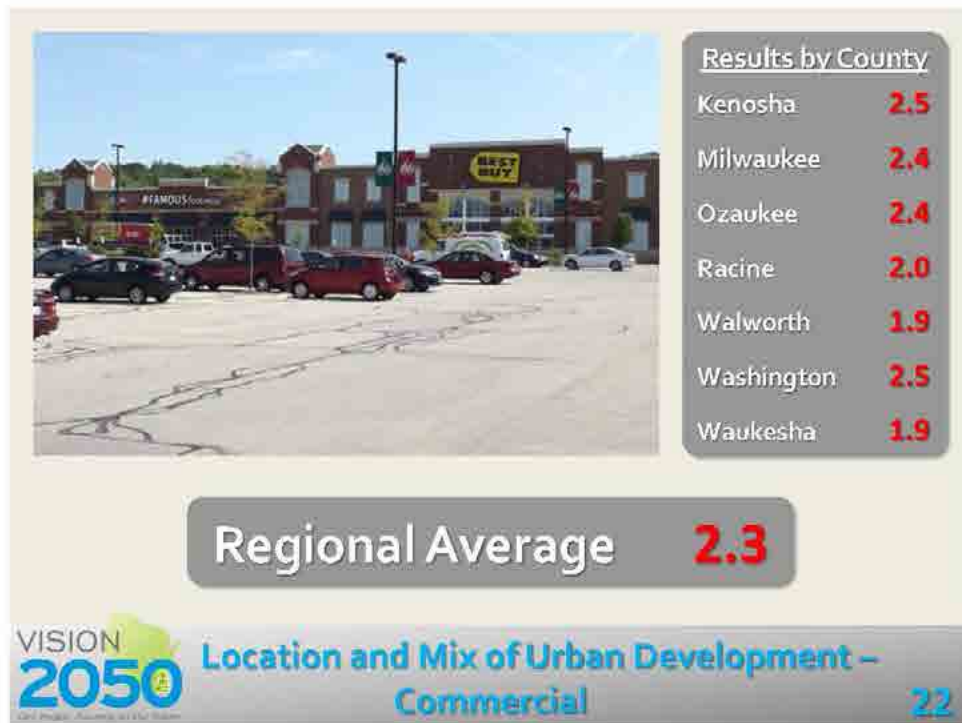 Results by County
Kenosha 2.5
Milwaukee 2.4
Ozaukee 2.4
Racine 2.0
Walworth 1.9
Washington 2.5
Waukesha 1.9
BEST
BUY
#FAMOUS footwear
Regional Average 2.3
VISION
2050
Location and Mix of Urban Development –
Commercial
22